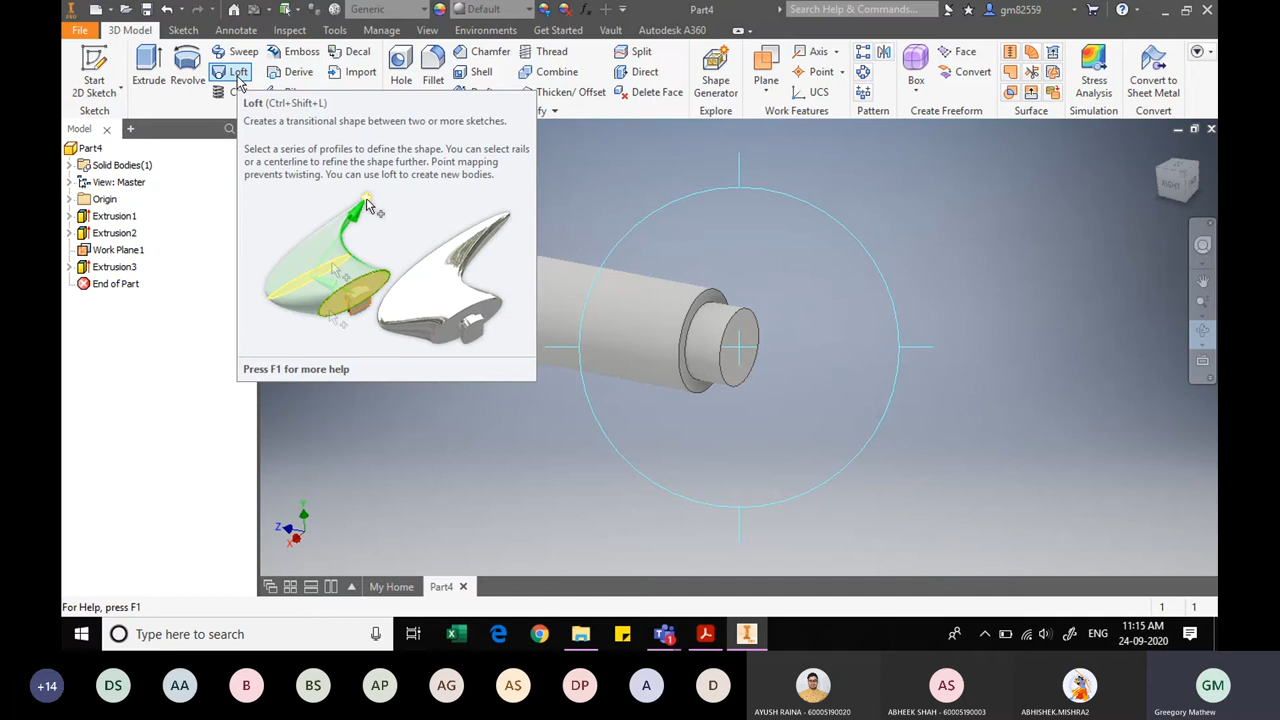 Generic
Default
Part4
Search Help & Commands...
gm82559
File
3D Model
Sketch
Annotate
Inspect
Tools
Manage
View
Environments
Get Started
Vault
Autodesk A360
Start
2D Sketch
Sketch
Extrude
Revolve
Sweep
Loft
Emboss
Derive
Decal
Import
Hole
Fillet
Chamfer
Shell
Thread
Combine
Thicken/ Offset
Split
Direct
Delete Face
Shape
Generator
Explore
Plane
Axis
Point
UCS
Work Features
Pattern
Box
Face
Convert
Create Freeform
Surface
Stress
Analysis
Simulation
Convert to
Sheet Metal
Convert
Model
Part4
Solid Bodies(1)
View: Master
Origin
Extrusion1
Extrusion2
Work Plane1
Extrusion3
End of Part
Loft (Ctrl+Shift+L)
Creates a transitional shape between two or more sketches.
Select a series of profiles to define the shape. You can select rails
or a centerline to refine the shape further. Point mapping
prevents twisting. You can use loft to create new bodies.
Press F1 for more help
RIGHT
Y
Z
X
My Home
Part4
For Help, press F1
1
1
Type here to search
1
ENG
11:15 AM
24-09-2020
+14
DS
AA
B
BS
AP
AG
AS
DP
A
D
AYUSH RAINA - 60005190020
AS
ABHEEK SHAH - 60005190003
ABHISHEK.MISHRA2
GM
Greegory Mathew